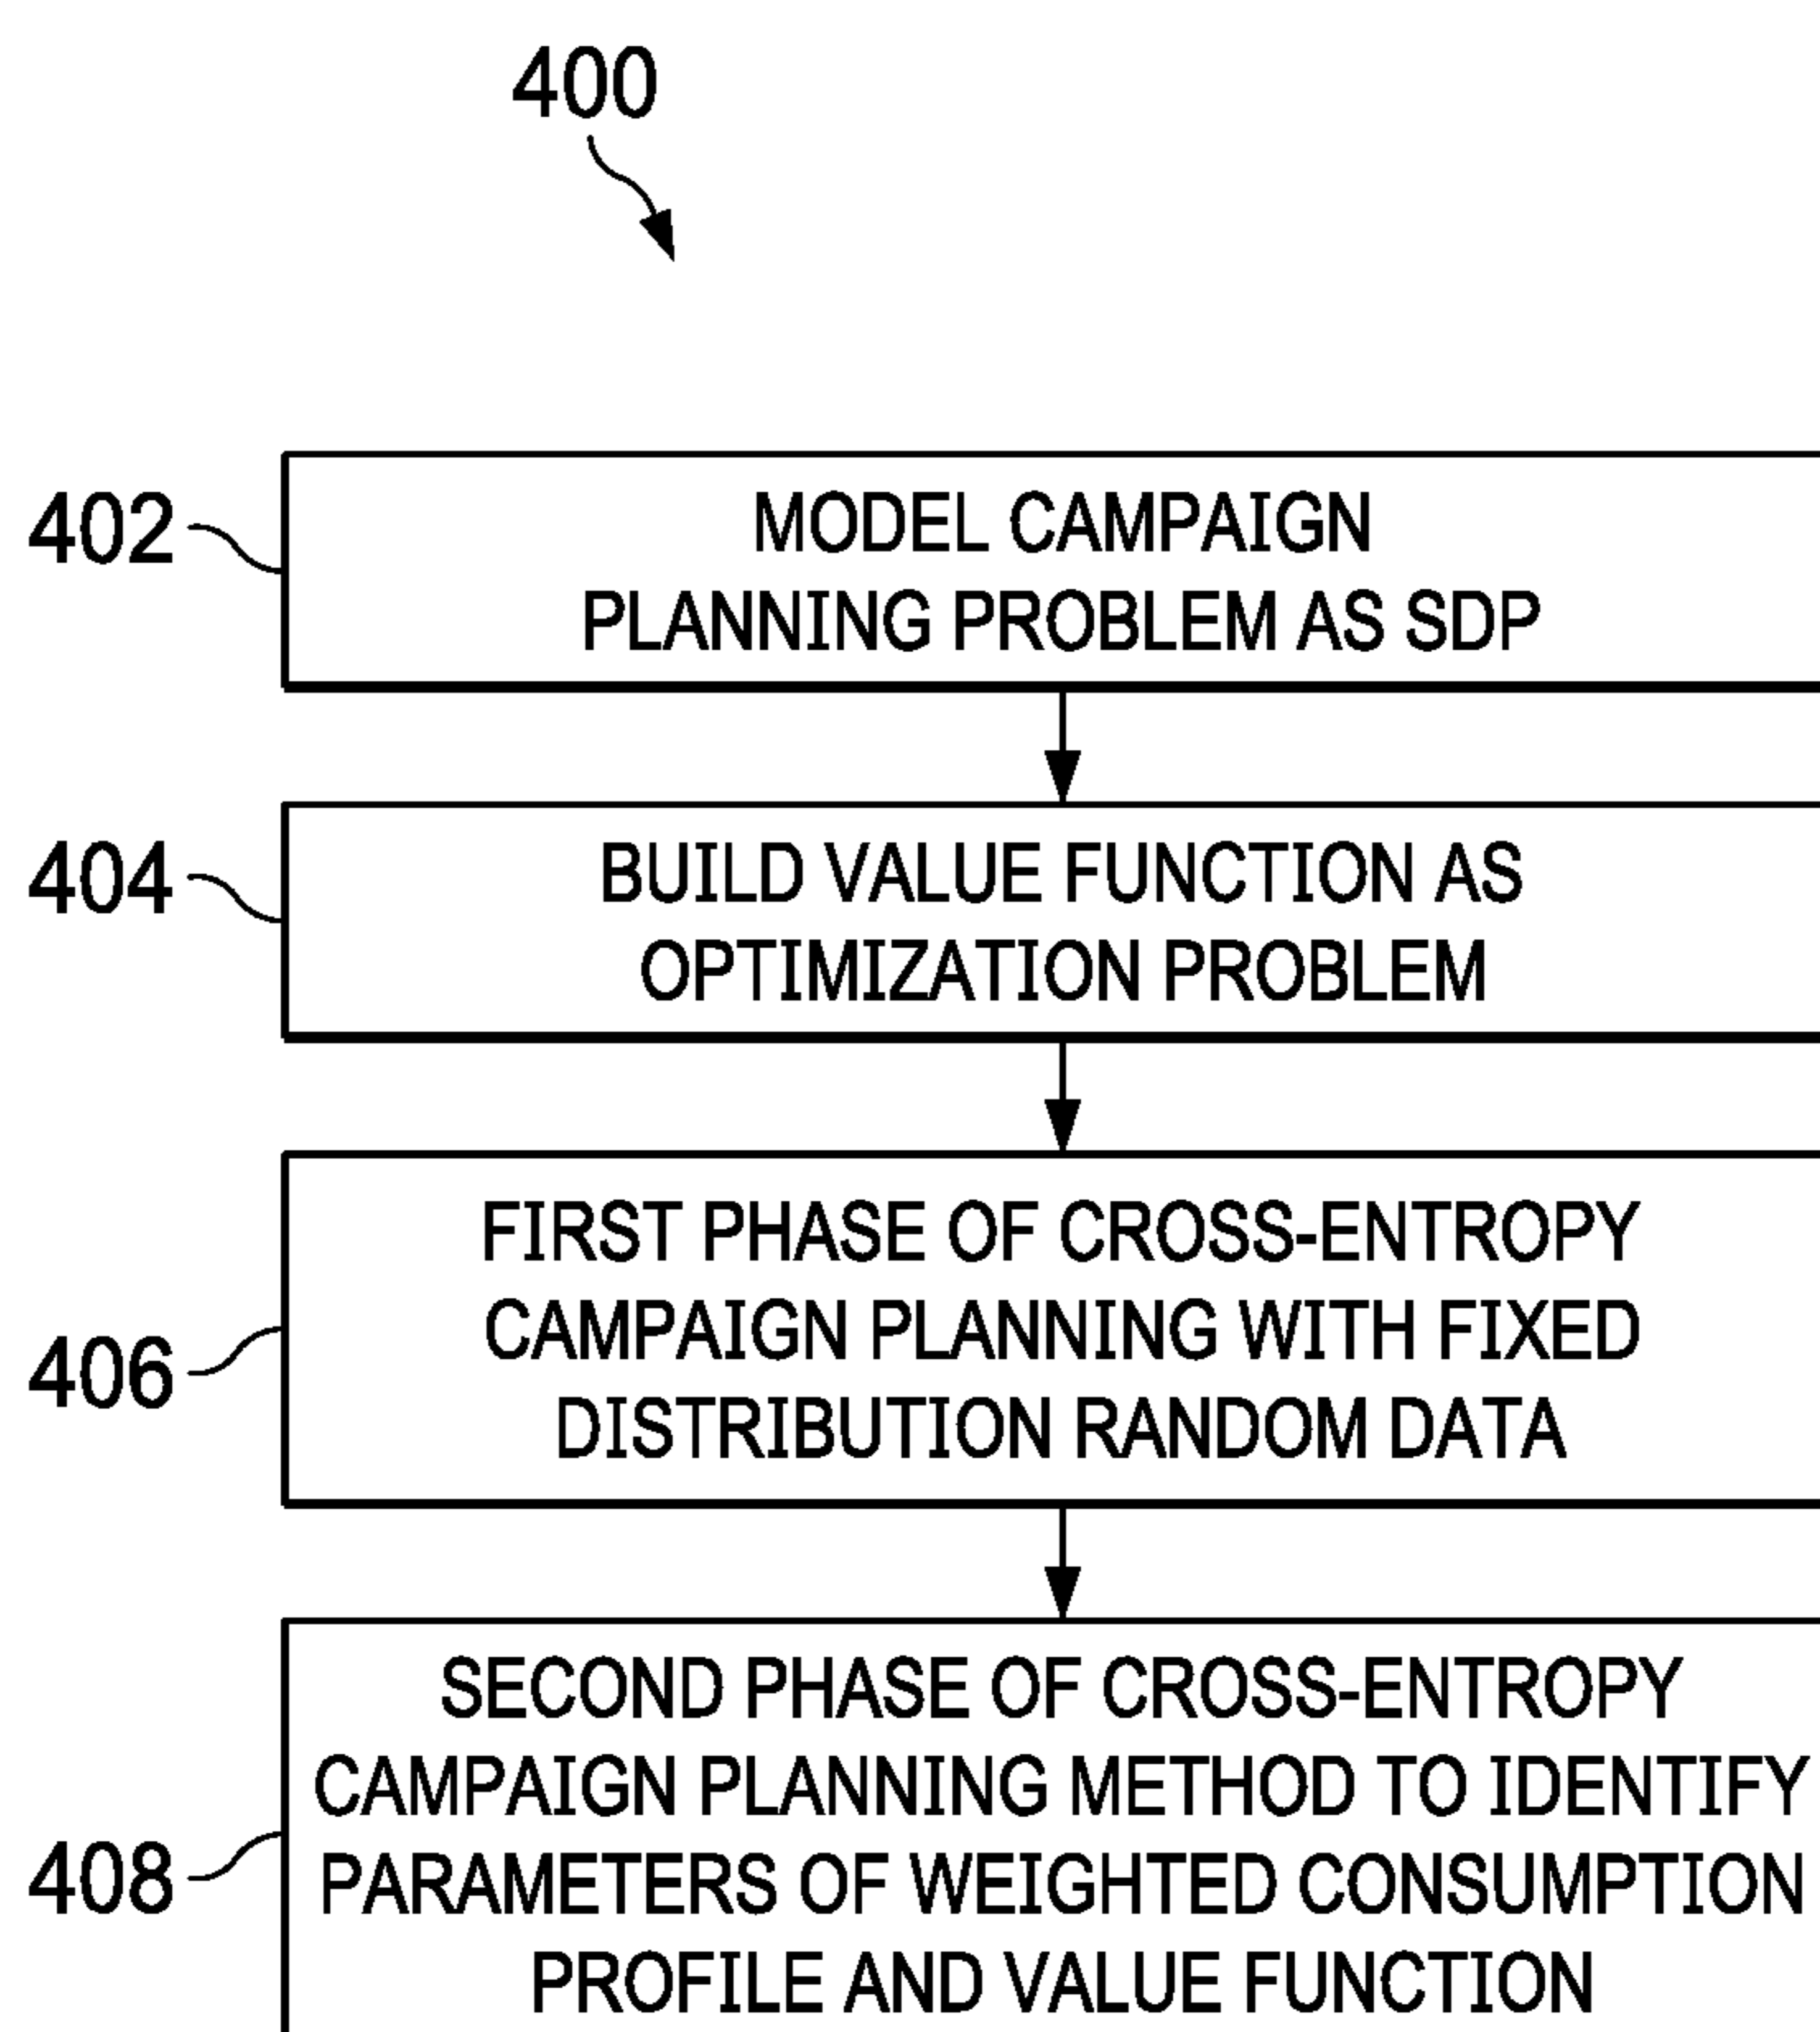 400
402
MODEL CAMPAIGN
PLANNING PROBLEM AS SDP
404
BUILD VALUE FUNCTION AS
OPTIMIZATION PROBLEM
406
FIRST PHASE OF CROSS-ENTROPY
CAMPAIGN PLANNING WITH FIXED
DISTRIBUTION RANDOM DATA
408
SECOND PHASE OF CROSS-ENTROPY
CAMPAIGN PLANNING METHOD TO IDENTIFY
PARAMETERS OF WEIGHTED CONSUMPTION
PROFILE AND VALUE FUNCTION